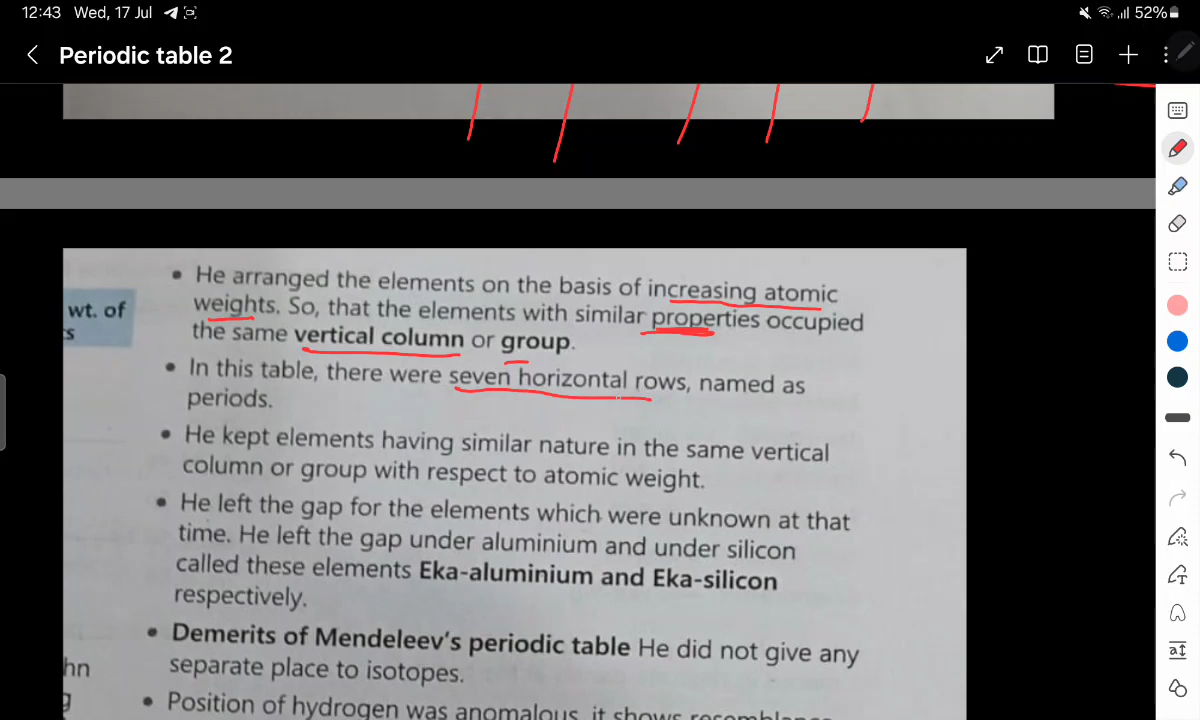 12:43 Wed, 17 Jul
52%
Periodic table 2
• He arranged the elements on the basis of increasing atomic
weights. So, that the elements with similar properties occupied
the same vertical column or group.
• In this table, there were seven horizontal rows, named as
periods.
• He kept elements having similar nature in the same vertical
column or group with respect to atomic weight.
• He left the gap for the elements which were unknown at that
time. He left the gap under aluminium and under silicon
called these elements Eka-aluminium and Eka-silicon
respectively.
• Demerits of Mendeleev's periodic table He did not give any
separate place to isotopes.
• Position of hydrogen was anomalous, it shows resemblance
wt. of
:s
hn
g